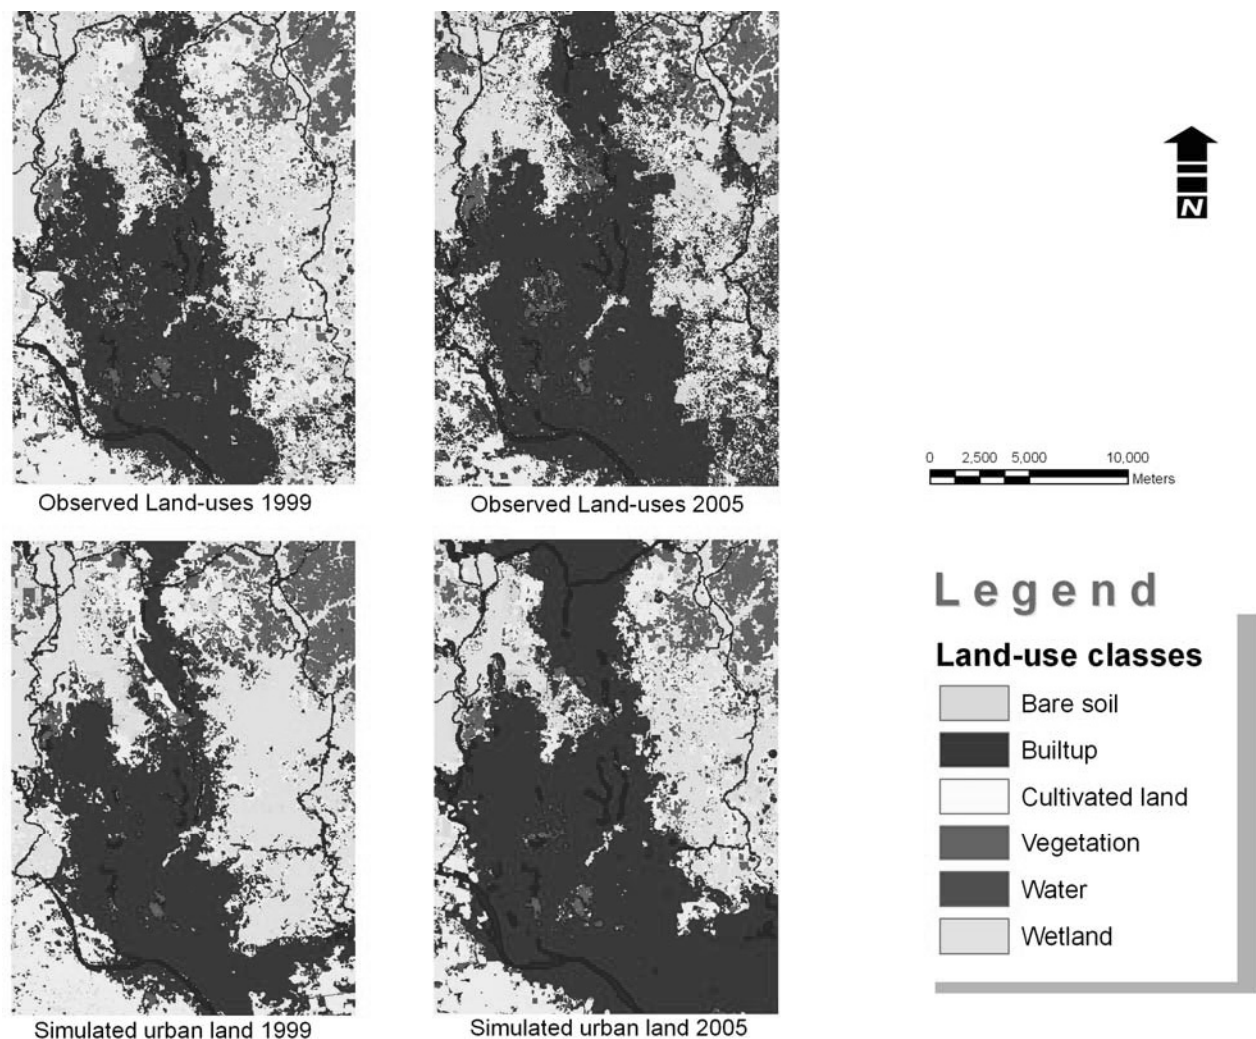 Observed Land-uses 1999
Observed Land-uses 2005
N
0 2,500 5,000 10,000
Meters
Simulated urban land 1999
Simulated urban land 2005
Legend
Land-use classes
Bare soil
Builtup
Cultivated land
Vegetation
Water
Wetland